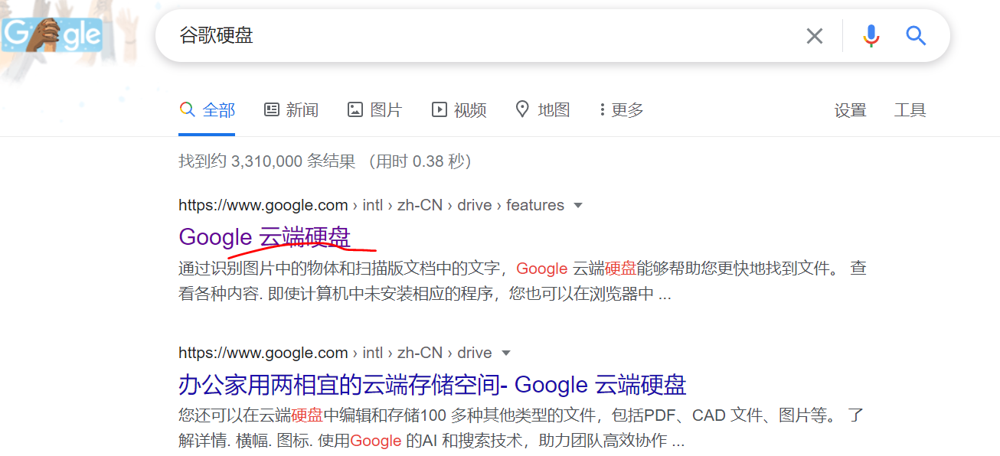 Google
谷歌硬盘
全部 新闻 图片 视频 地图 更多 设置 工具
找到约 3,310,000 条结果 （用时 0.38 秒）
https://www.google.com › intl › zh-CN › drive › features
Google 云端硬盘
通过识别图片中的物体和扫描版文档中的文字，Google 云端硬盘能够帮助您更快地找到文件。 查
看各种内容. 即使计算机中未安装相应的程序，您也可以在浏览器中 ...
https://www.google.com › intl › zh-CN › drive
办公家用两相宜的云端存储空间- Google 云端硬盘
您还可以在云端硬盘中编辑和存储100 多种其他类型的文件，包括PDF、CAD 文件、图片等。 了
解详情. 横幅. 图标. 使用Google 的AI 和搜索技术，助力团队高效协作 ...